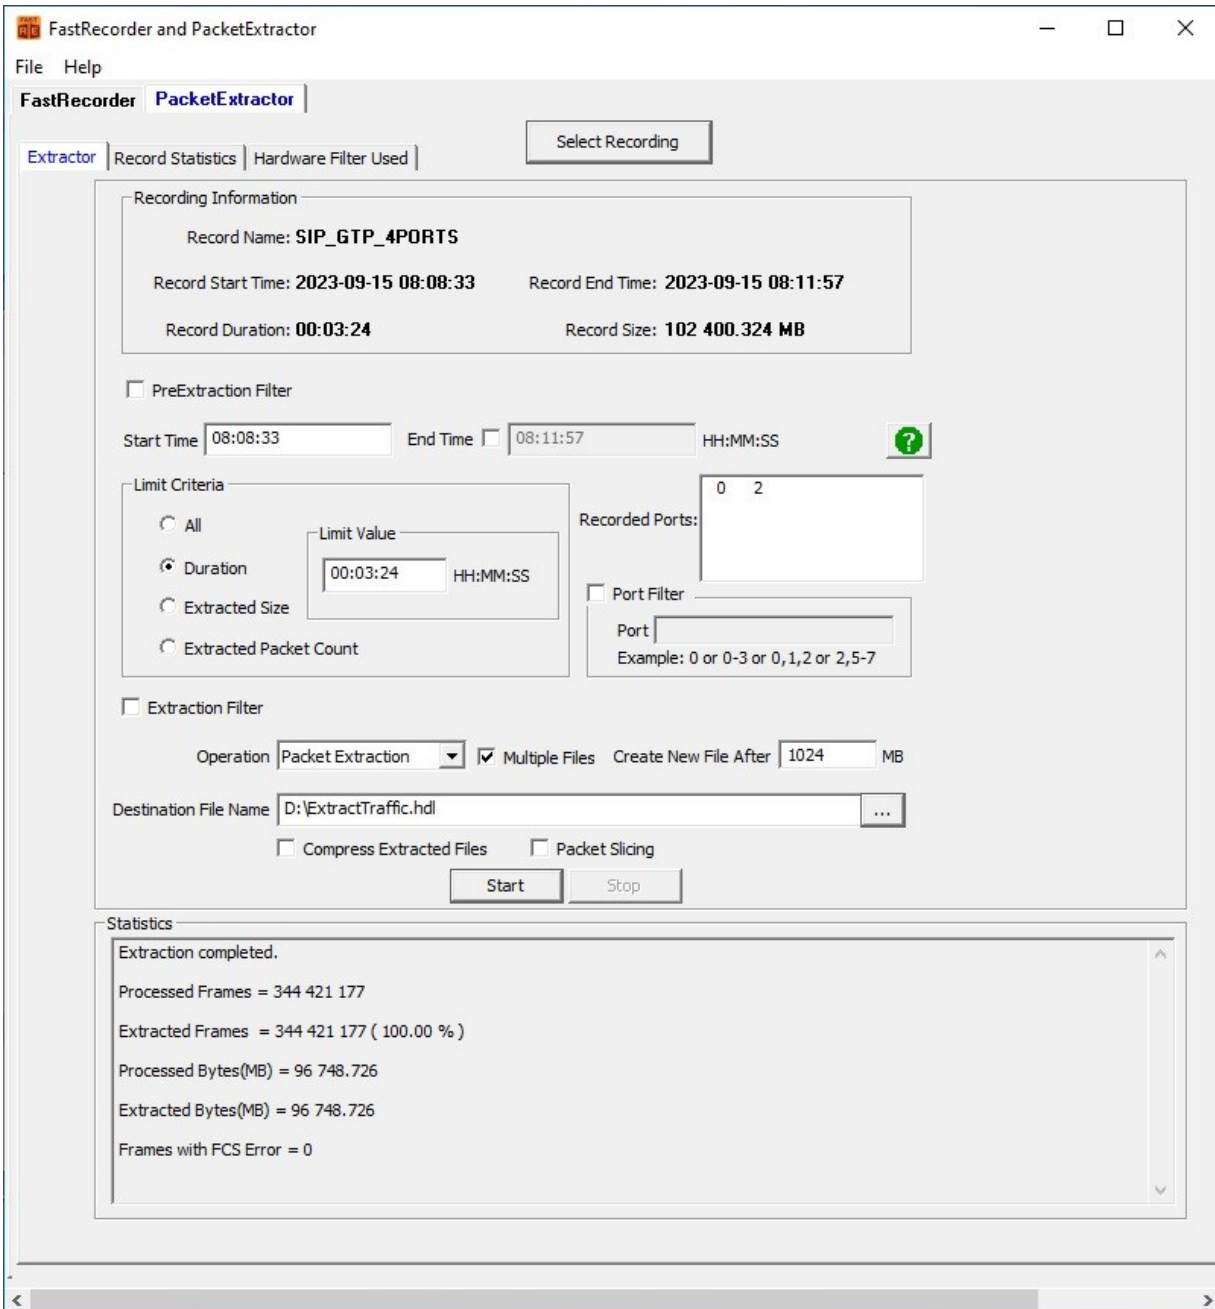 FastRecorder and PacketExtractor
File Help
FastRecorder PacketExtractor
Select Recording
Extractor Record Statistics Hardware Filter Used
Recording Information
Record Name: SIP_GTP_4PORTS
Record Start Time: 2023-09-15 08:08:33 Record End Time: 2023-09-15 08:11:57
Record Duration: 00:03:24 Record Size: 102 400.324 MB
PreExtraction Filter
Start Time 08:08:33 End Time 08:11:57 HH:MM:SS ?
Limit Criteria
All
Duration
Extracted Size
Extracted Packet Count
Limit Value
00:03:24 HH:MM:SS
Recorded Ports: 0 2
Port Filter
Port
Example: 0 or 0-3 or 0,1,2 or 2,5-7
Extraction Filter
Operation Packet Extraction Multiple Files Create New File After 1024 MB
Destination File Name D:\ExtractTraffic.hdl ...
Compress Extracted Files Packet Slicing
Start Stop
Statistics
Extraction completed.
Processed Frames = 344 421 177
Extracted Frames = 344 421 177 ( 100.00 % )
Processed Bytes(MB) = 96 748.726
Extracted Bytes(MB) = 96 748.726
Frames with FCS Error = 0